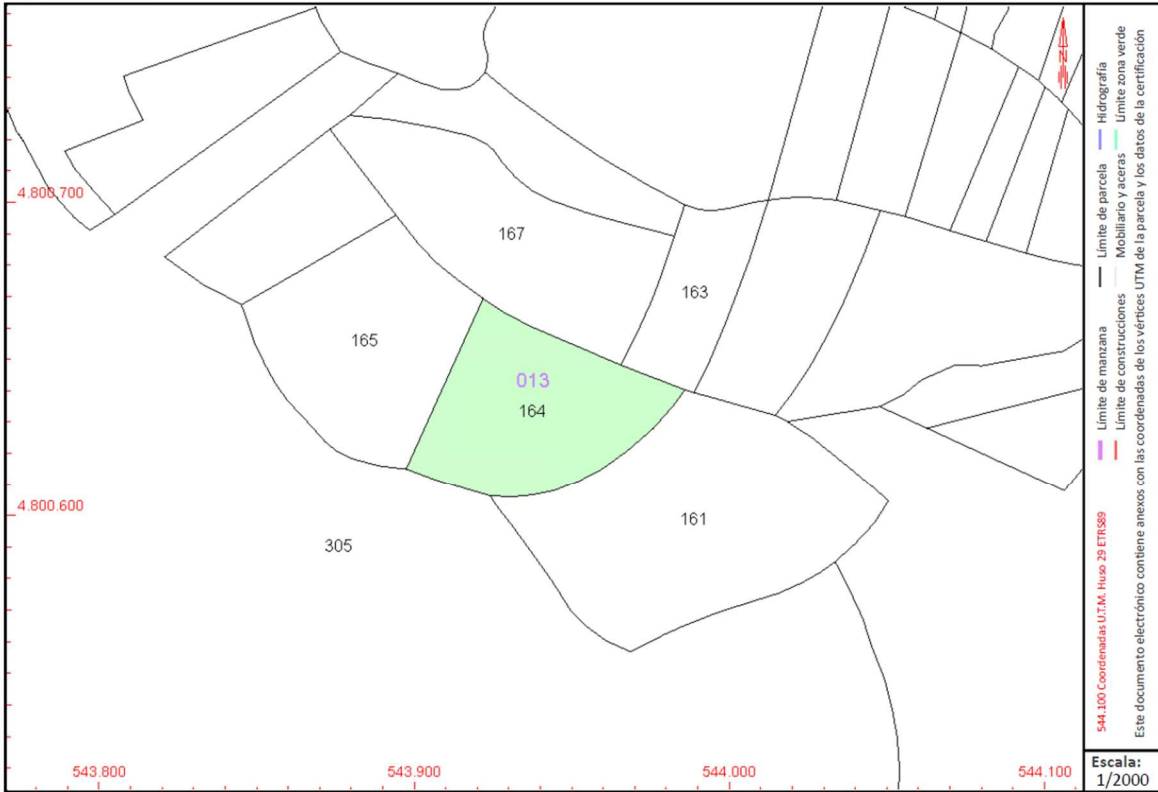 4.800.700
167
163
165
013
164
4.800.600
161
305
543.800
543.900
544.000
544.100
N
544.100 Coordenadas U.T.M. Huso 29 ETRS89
Límite de manzana
Límite de parcela
Hidrografía
Límite de construcciones
Mobiliario y aceras
Límite zona verde
Este documento electrónico contiene anexos con las coordenadas de los vértices UTM de la parcela y los datos de la certificación
Escala:
1/2000